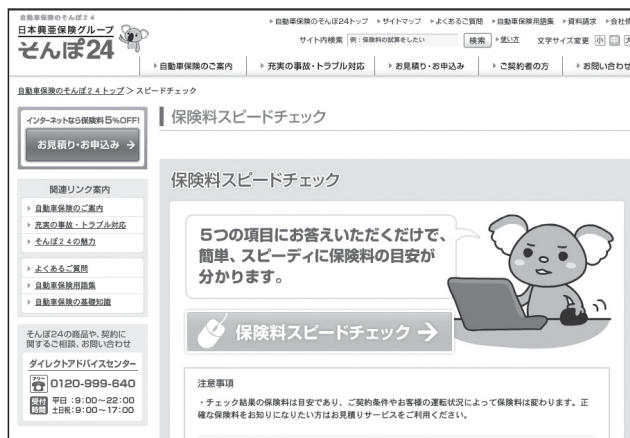 自動車保険のそんぽ24
日本興亜保険グループ
そんぽ24
▶自動車保険のそんぽ24トップ ▶サイトマップ ▶よくあるご質問 ▶自動車保険用語集 ▶資料請求 ▶会社情
サイト内検索 例：保険料の試算をしたい 検索 ▶使い方 文字サイズ変更 小 中 大
▶自動車保険のご案内 ▶充実の事故・トラブル対応 ▶お見積り・お申込み ▶ご契約者の方 ▶お問い合わせ
自動車保険のそんぽ24トップ > スピードチェック
インターネットなら保険料5%OFF!
お見積り・お申込み →
関連リンク案内
▶ 自動車保険のご案内
▶ 充実の事故・トラブル対応
▶ そんぽ24の魅力
▶ よくあるご質問
▶ 自動車保険用語集
▶ 自動車保険の基礎知識
そんぽ24の商品や、契約に
関するご相談、お問い合わせ
ダイレクトアドバイスセンター
フリー 0120-999-640
受付時間 平日：9:00〜22:00
土日祝：9:00〜17:00
保険料スピードチェック
保険料スピードチェック
5つの項目にお答えいただくだけで、
簡単、スピーディに保険料の目安が
分かります。
保険料スピードチェック →
注意事項
・チェック結果の保険料は目安であり、ご契約条件やお客様の運転状況によって保険料は変わります。正
確な保険料をお知りになりたい方はお見積りサービスをご利用ください。